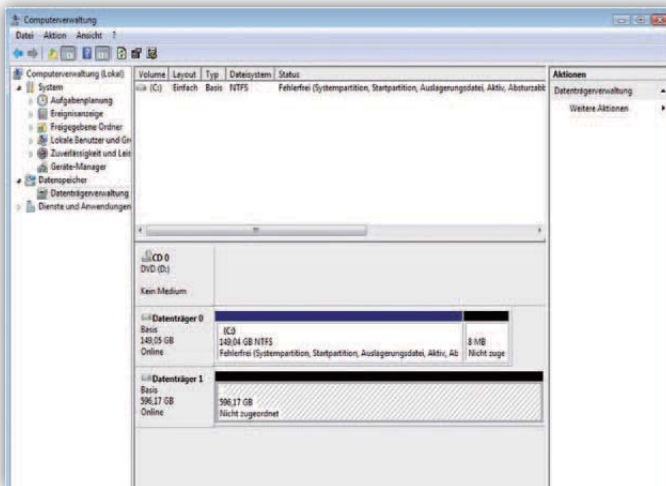 Computerverwaltung
Datei Aktion Ansicht ?
Computerverwaltung (Lokal)
System
Aufgabenplanung
Ereignisanzeige
Freigegebene Ordner
Lokale Benutzer und Gr
Zuverlässigkeit und Leis
Geräte-Manager
Datenspeicher
Datenträgerverwaltung
Dienste und Anwendungen
Volume Layout Typ Dateisystem Status
(C:) Einfach Basis NTFS Fehlerfrei (Systempartition, Startpartition, Auslagerungsdatei, Aktiv, Absturzabb
CD 0
DVD (D:)
Kein Medium
Datenträger 0
Basis
149,05 GB
Online
(C:)
149,04 GB NTFS
Fehlerfrei (Systempartition, Startpartition, Auslagerungsdatei, Aktiv, Ab
8 MB
Nicht zuge
Datenträger 1
Basis
596,17 GB
Online
596,17 GB
Nicht zugeordnet
Aktionen
Datenträgerverwaltung
Weitere Aktionen